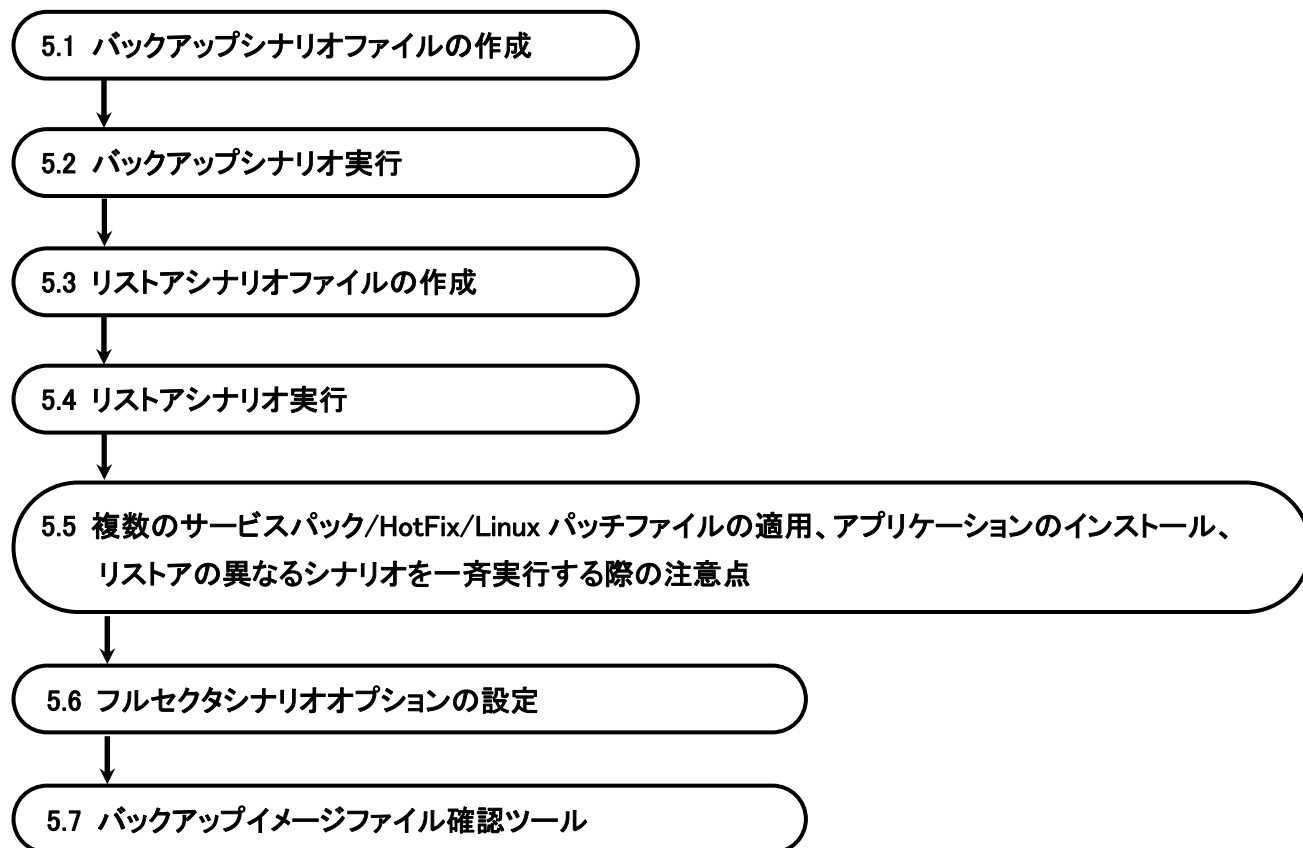 5.1 バックアップシナリオファイルの作成
5.2 バックアップシナリオ実行
5.3 リストアシナリオファイルの作成
5.4 リストアシナリオ実行
5.5 複数のサービスパック/HotFix/Linux パッチファイルの適用、アプリケーションのインストール、
リストアの異なるシナリオを一斉実行する際の注意点
5.6 フルセクタシナリオオプションの設定
5.7 バックアップイメージファイル確認ツール